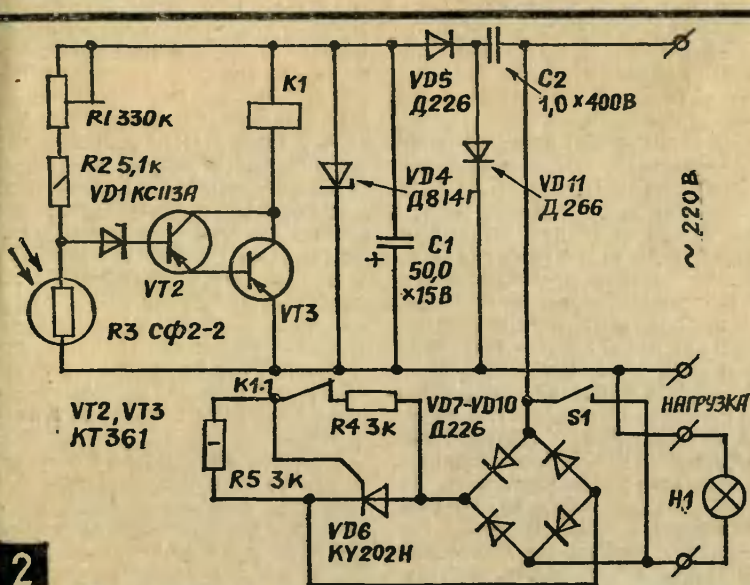 R1 330к
R2 5,1к
VD1 КС113А
R3 СФ2-2
VT2
VT3
K1
VD4
Д814Г
C1
+
50,0
×15В
VD5
Д226
C2
1,0×400В
VD11
Д266
~220В
VT2, VT3
КТ361
K1.1
R4 3к
R5 3к
VD6
КУ202Н
VD7-VD10
Д226
S1
НАГРУЗКА
H1
2